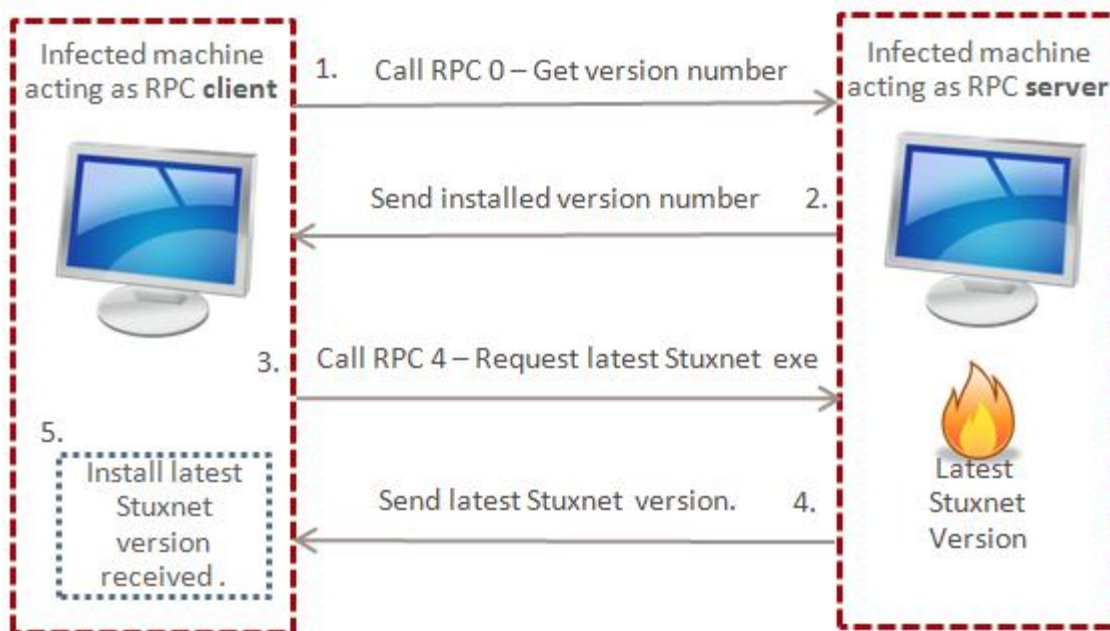 Infected machine
acting as RPC client
1. Call RPC 0 – Get version number
Infected machine
acting as RPC server
Send installed version number 2.
3. Call RPC 4 – Request latest Stuxnet exe
Send latest Stuxnet version. 4.
Latest
Stuxnet
Version
5.
Install latest
Stuxnet
version
received .